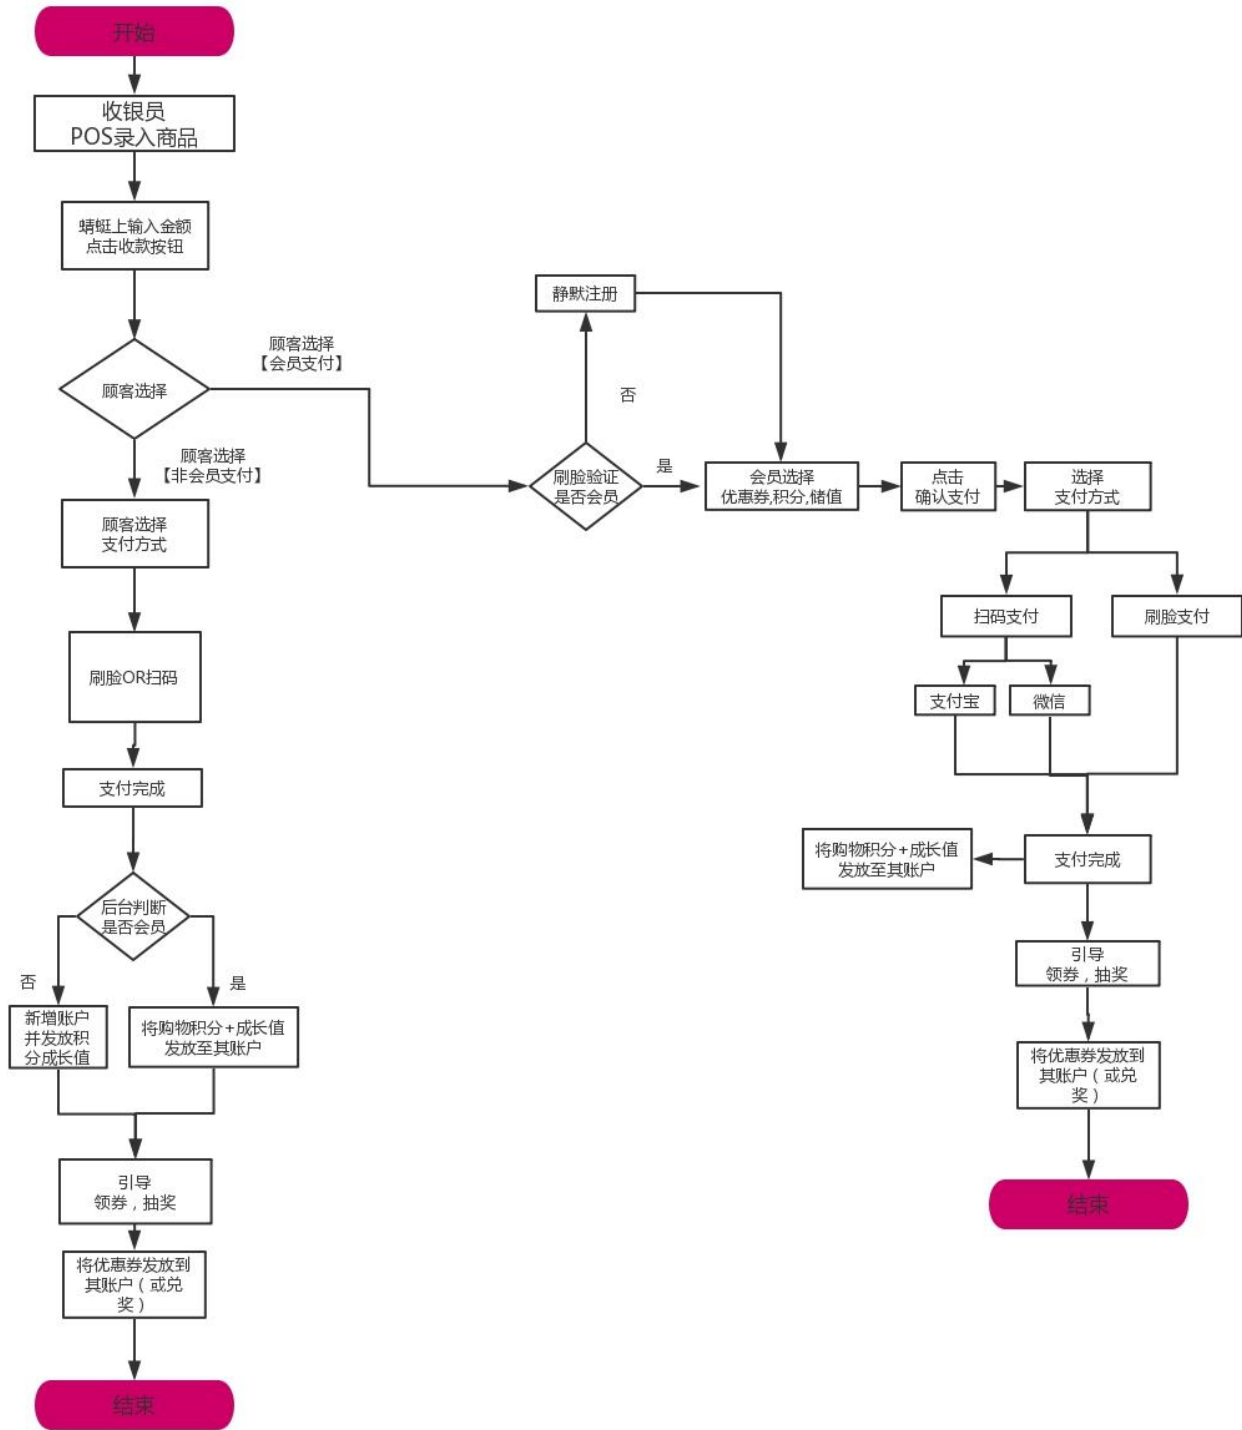 开始
收银员
POS录入商品
蜻蜓上输入金额
点击收款按钮
顾客选择
顾客选择
【会员支付】
顾客选择
【非会员支付】
顾客选择
支付方式
刷脸OR扫码
支付完成
后台判断
是否会员
否
是
新增账户
并发放积
分成长值
将购物积分+成长值
发放至其账户
引导
领券，抽奖
将优惠券发放到
其账户（或兑
奖）
结束
静默注册
否
刷脸验证
是否会员
是
会员选择
优惠券,积分,储值
点击
确认支付
选择
支付方式
扫码支付
刷脸支付
支付宝
微信
支付完成
将购物积分+成长值
发放至其账户
引导
领券，抽奖
将优惠券发放到
其账户（或兑
奖）
结束